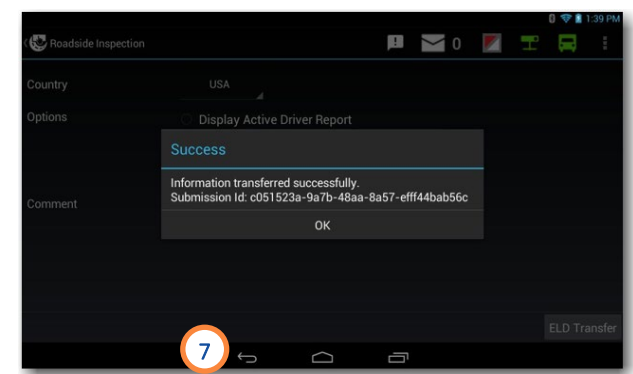 1:39 PM
Roadside Inspection
0
Country
USA
Options
Display Active Driver Report
Success
Information transferred successfully.
Submission Id: c051523a-9a7b-48aa-8a57-efff44bab56c
Comment
OK
ELD Transfer
7